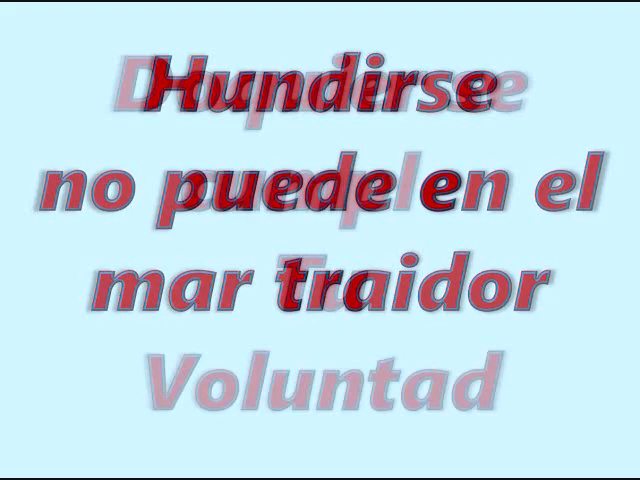 Hundirse
no puede en el
mar traidor
Voluntad